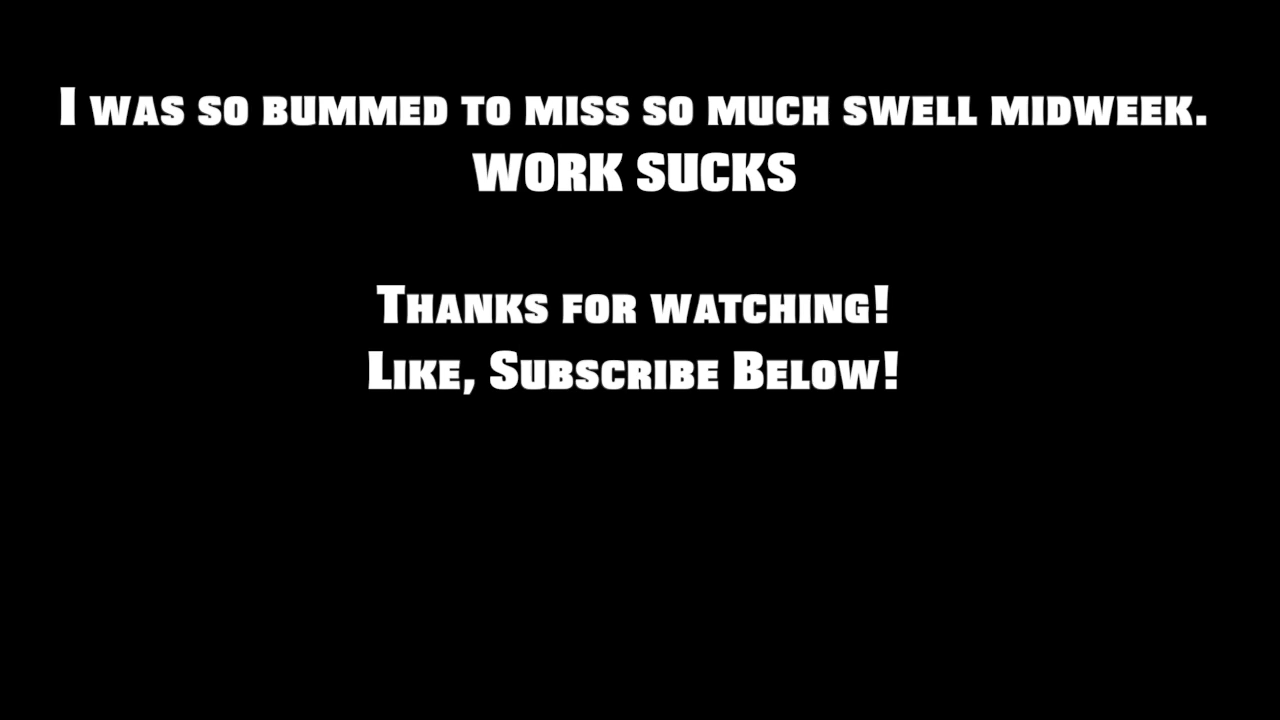 I was so bummed to miss so much swell midweek.
WORK SUCKS
Thanks for watching!
Like, Subscribe Below!